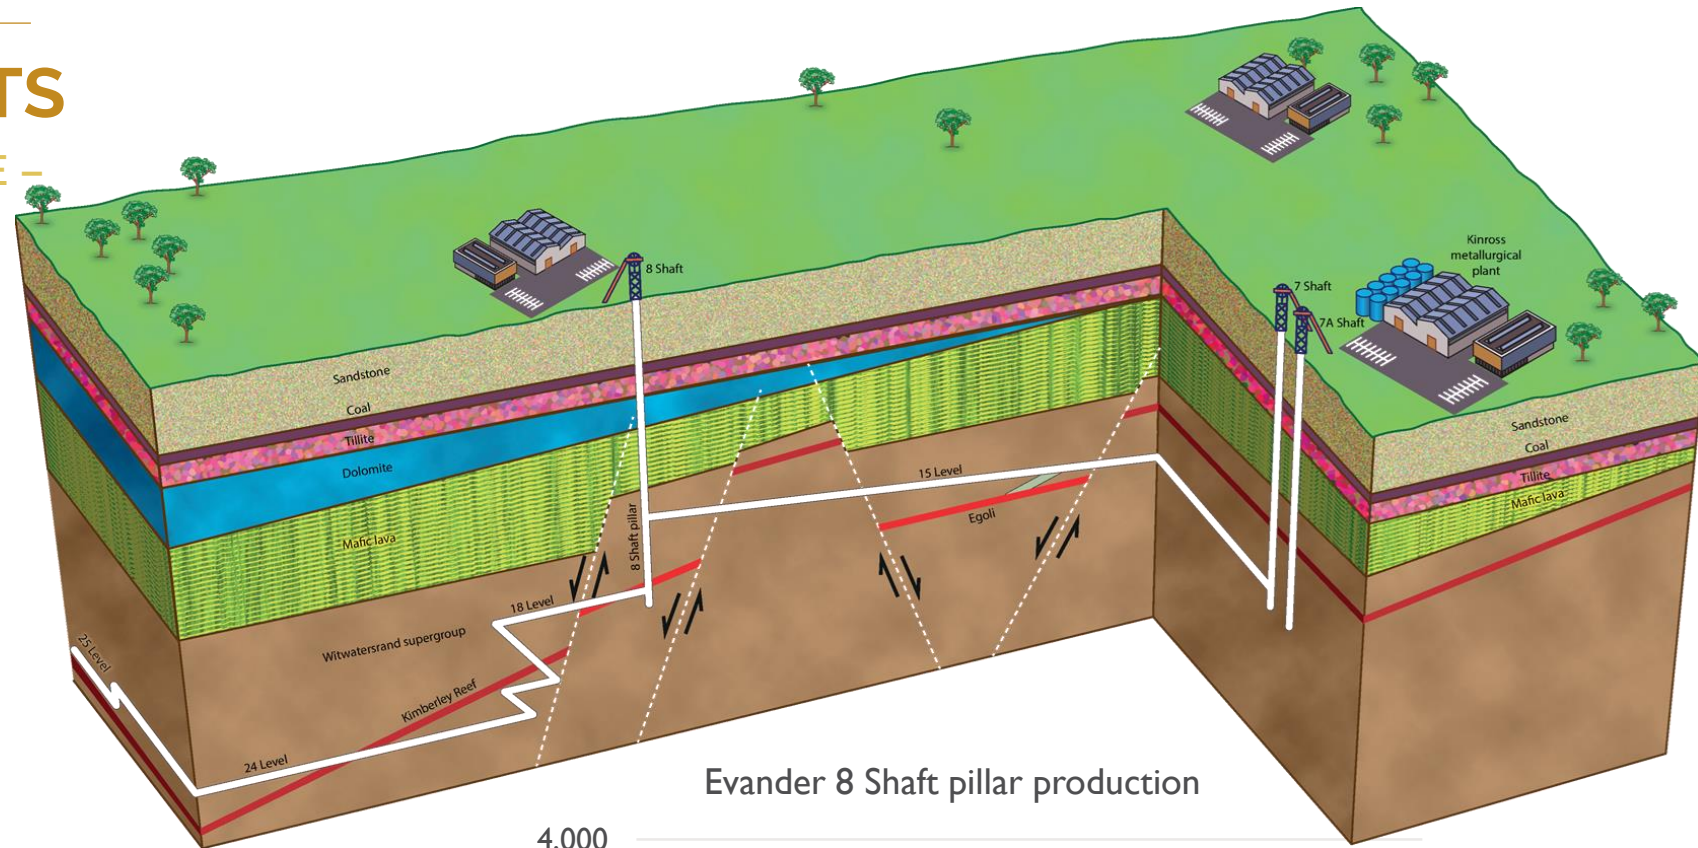 TS
E –
8 Shaft
Kinross
metallurgical
plant
7 Shaft
7A Shaft
Sandstone
Coal
Tillite
Dolomite
Mafic lava
8 Shaft pillar
15 Level
Egoli
18 Level
Witwatersrand supergroup
Kimberley Reef
25 Level
24 Level
Sandstone
Coal
Tillite
Mafic lava
Evander 8 Shaft pillar production
4,000